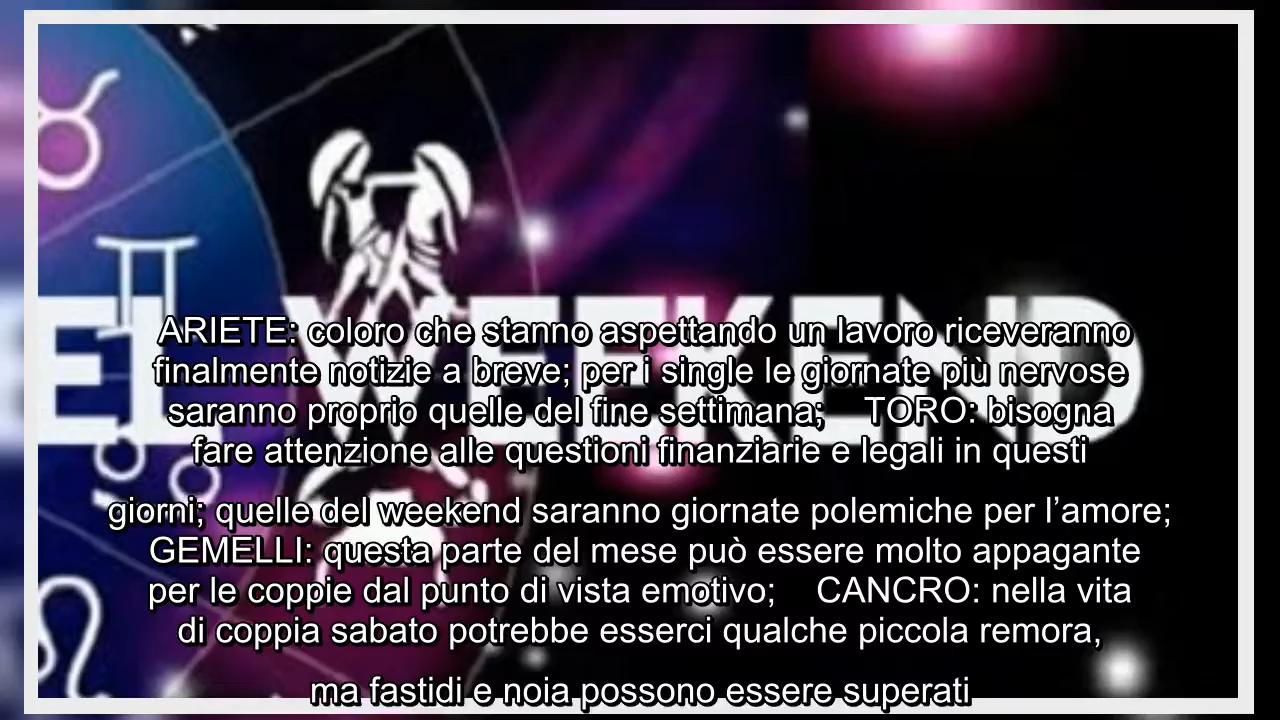 EL WEEKEND
ARIETE: coloro che stanno aspettando un lavoro riceveranno
finalmente notizie a breve; per i single le giornate più nervose
saranno proprio quelle del fine settimana; TORO: bisogna
fare attenzione alle questioni finanziarie e legali in questi
giorni; quelle del weekend saranno giornate polemiche per l’amore;
GEMELLI: questa parte del mese può essere molto appagante
per le coppie dal punto di vista emotivo; CANCRO: nella vita
di coppia sabato potrebbe esserci qualche piccola remora,
ma fastidi e noia possono essere superati